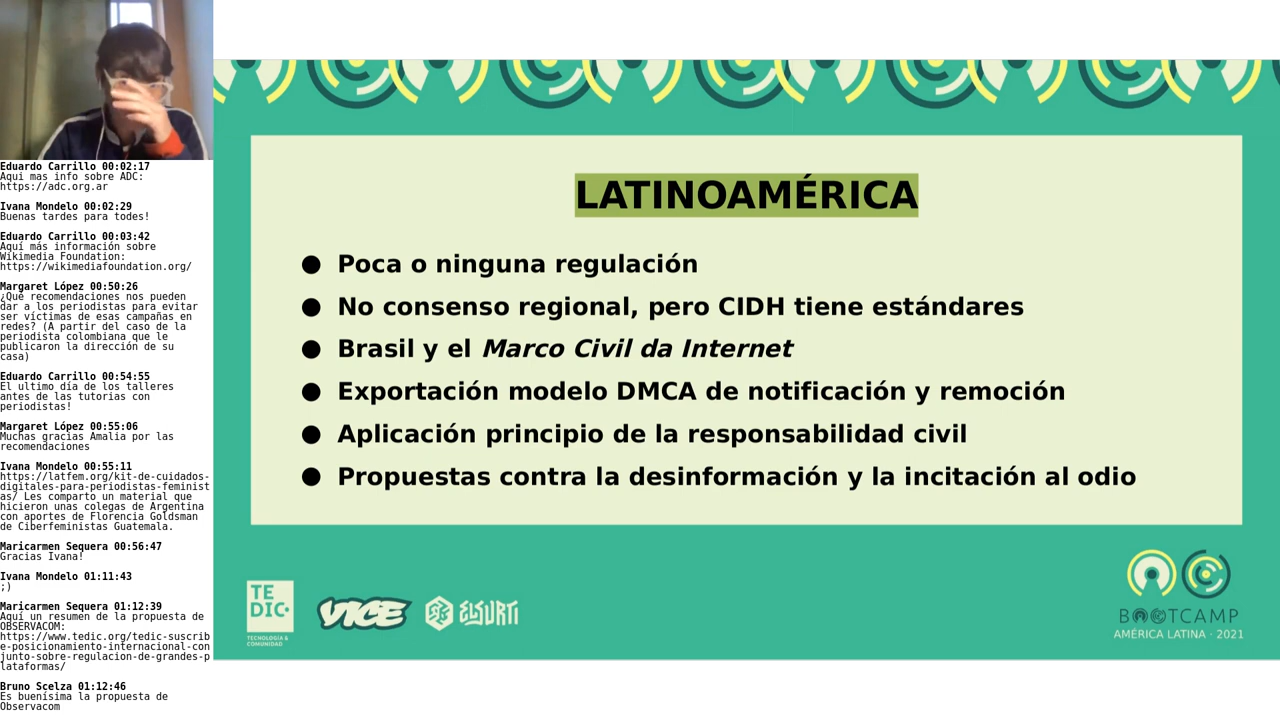 Eduardo Carrillo 00:02:17
Aqui mas info sobre ADC:
https://adc.org.ar
Ivana Mondelo 00:02:29
Buenas tardes para todes!
Eduardo Carrillo 00:03:42
Aquí más información sobre
Wikimedia Foundation:
https://wikimediafoundation.org/
Margaret López 00:50:26
¿Qué recomendaciones nos pueden
dar a los periodistas para evitar
ser víctimas de esas campañas en
redes? (A partir del caso de la
periodista colombiana que le
publicaron la dirección de su
casa)
Eduardo Carrillo 00:54:55
El ultimo día de los talleres
antes de las tutorias con
periodistas!
Margaret López 00:55:06
Muchas gracias Amalia por las
recomendaciones
Ivana Mondelo 00:55:11
https://latfem.org/kit-de-cuidados-
digitales-para-periodistas-feminist
as/ Les comparto un material que
hicieron unas colegas de Argentina
con aportes de Florencia Goldsman
de Ciberfeministas Guatemala.
Maricarmen Sequera 00:56:47
Gracias Ivana!
Ivana Mondelo 01:11:43
;)
Maricarmen Sequera 01:12:39
Aquí un resumen de la propuesta de
OBSERVACOM:
https://www.tedic.org/tedic-suscrib
e-posicionamiento-internacional-con
junto-sobre-regulacion-de-grandes-p
lataformas/
Bruno Scelza 01:12:46
Es buenísima la propuesta de
Observacom
LATINOAMÉRICA
● Poca o ninguna regulación
● No consenso regional, pero CIDH tiene estándares
● Brasil y el Marco Civil da Internet
● Exportación modelo DMCA de notificación y remoción
● Aplicación principio de la responsabilidad civil
● Propuestas contra la desinformación y la incitación al odio
TE
DIC
TECNOLOGÍA &
COMUNIDAD
VICE
ELSURTI
BOOTCAMP
AMÉRICA LATINA · 2021